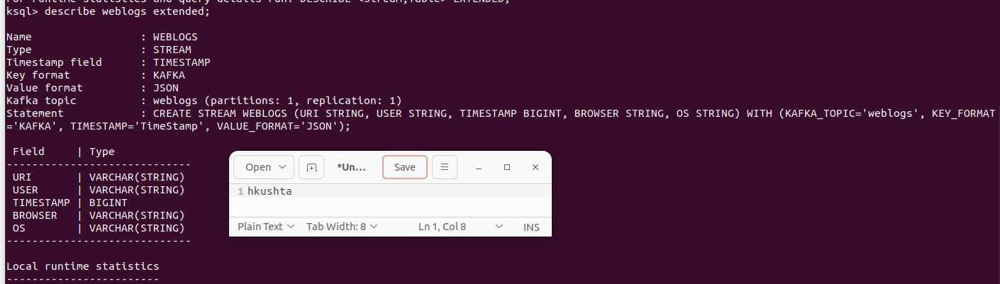 For runtime statistics and query details run: DESCRIBE <Stream,Table> EXTENDED;
ksql> describe weblogs extended;
Name                 : WEBLOGS
Type                 : STREAM
Timestamp field      : TIMESTAMP
Key format           : KAFKA
Value format         : JSON
Kafka topic          : weblogs (partitions: 1, replication: 1)
Statement            : CREATE STREAM WEBLOGS (URI STRING, USER STRING, TIMESTAMP BIGINT, BROWSER STRING, OS STRING) WITH (KAFKA_TOPIC='weblogs', KEY_FORMAT
='KAFKA', TIMESTAMP='TimeStamp', VALUE_FORMAT='JSON');
 Field     | Type
-----------------------------
 URI       | VARCHAR(STRING)
 USER      | VARCHAR(STRING)
 TIMESTAMP | BIGINT
 BROWSER   | VARCHAR(STRING)
 OS        | VARCHAR(STRING)
-----------------------------
Local runtime statistics
------------------------
Open *Un... Save
1 hkushta
Plain Text Tab Width: 8 Ln 1, Col 8 INS